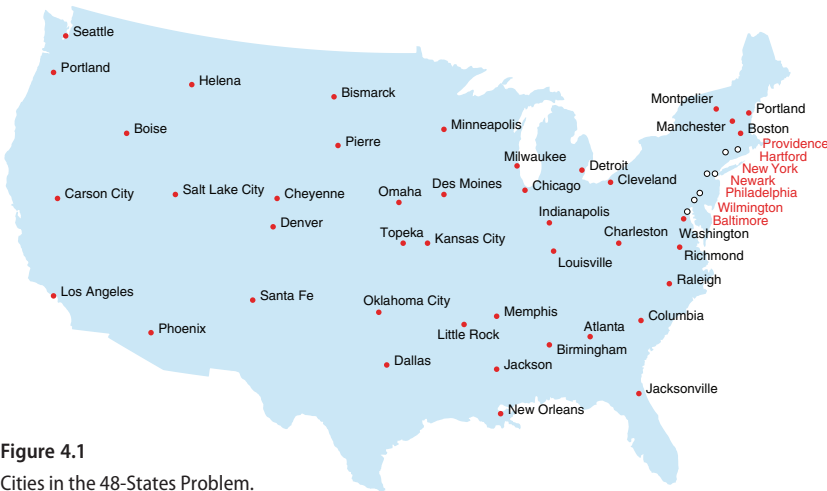 Seattle
Portland
Helena
Bismarck
Montpelier
Portland
Minneapolis
Manchester
Boston
Boise
Pierre
Providence
Milwaukee
Hartford
Detroit
New York
Cleveland
Newark
Carson City
Salt Lake City
Cheyenne
Omaha
Des Moines
Chicago
Philadelphia
Wilmington
Indianapolis
Baltimore
Denver
Topeka
Kansas City
Charleston
Washington
Richmond
Louisville
Raleigh
Los Angeles
Santa Fe
Oklahoma City
Memphis
Columbia
Phoenix
Little Rock
Atlanta
Birmingham
Dallas
Jackson
Jacksonville
New Orleans
Figure 4.1
Cities in the 48-States Problem.